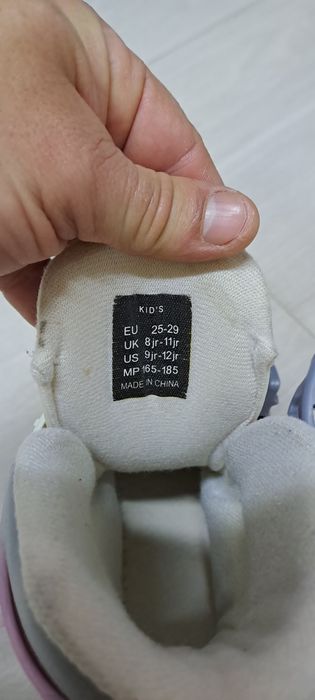 KID'S
EU 25-29
UK 8jr-11jr
US 9jr-12jr
MP 165-185
MADE IN CHINA